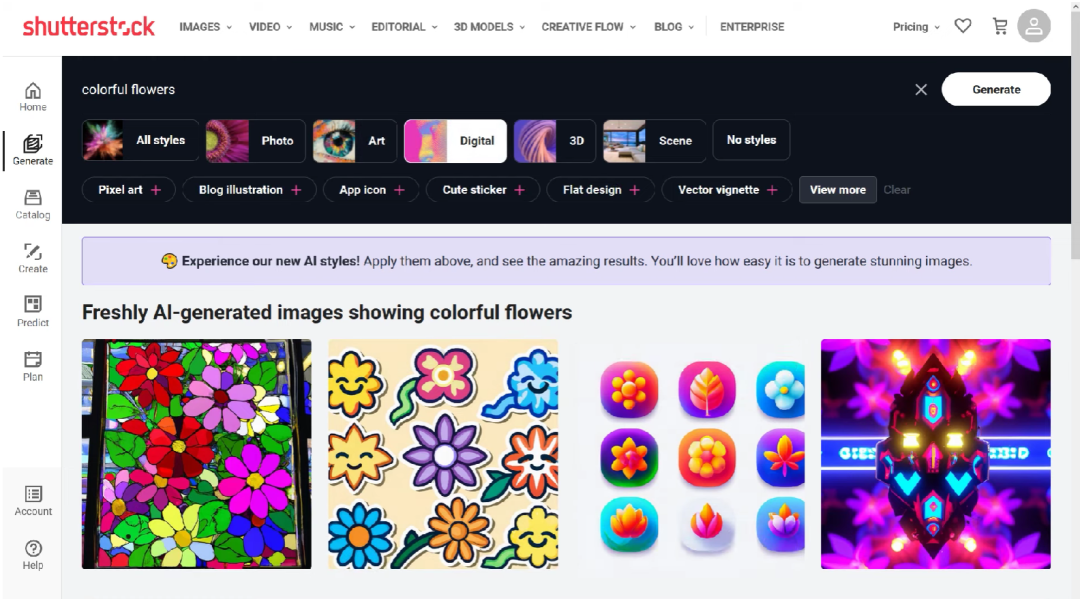 shutterstock
IMAGES VIDEO MUSIC EDITORIAL 3D MODELS CREATIVE FLOW BLOG ENTERPRISE Pricing
Home
Generate
Catalog
Create
Predict
Plan
Account
Help
colorful flowers Generate
All styles Photo Art Digital 3D Scene No styles
Pixel art + Blog illustration + App icon + Cute sticker + Flat design + Vector vignette + View more Clear
Experience our new AI styles! Apply them above, and see the amazing results. You'll love how easy it is to generate stunning images.
Freshly AI-generated images showing colorful flowers